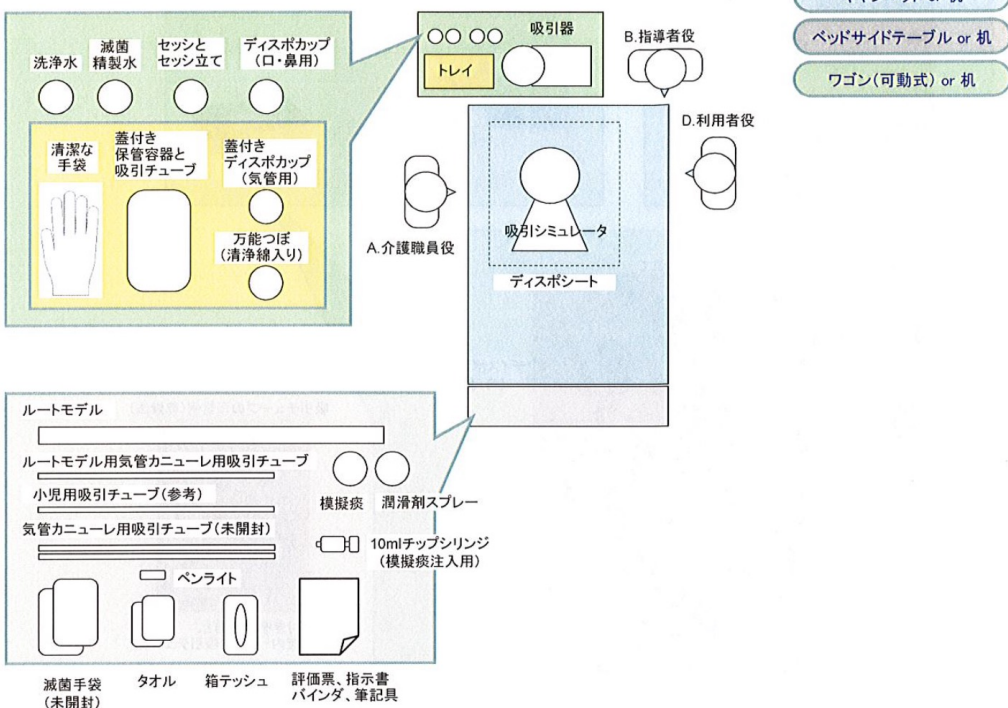 洗浄水
滅菌
精製水
セッシと
セッシ立て
ディスポカップ
(口・鼻用)
清潔な
手袋
蓋付き
保管容器と
吸引チューブ
蓋付き
ディスポカップ
(気管用)
万能つぼ
(清浄綿入り)
吸引器
トレイ
B.指導者役
D.利用者役
A.介護職員役
吸引シミュレータ
ディスポシート
ベッドサイドテーブル or 机
ワゴン(可動式) or 机
ルートモデル
ルートモデル用気管カニューレ用吸引チューブ
小児用吸引チューブ(参考)
気管カニューレ用吸引チューブ(未開封)
模擬痰
潤滑剤スプレー
10mlチップシリンジ
(模擬痰注入用)
ペンライト
滅菌手袋
(未開封)
タオル
箱テッシュ
評価票、指示書
バインダ、筆記具